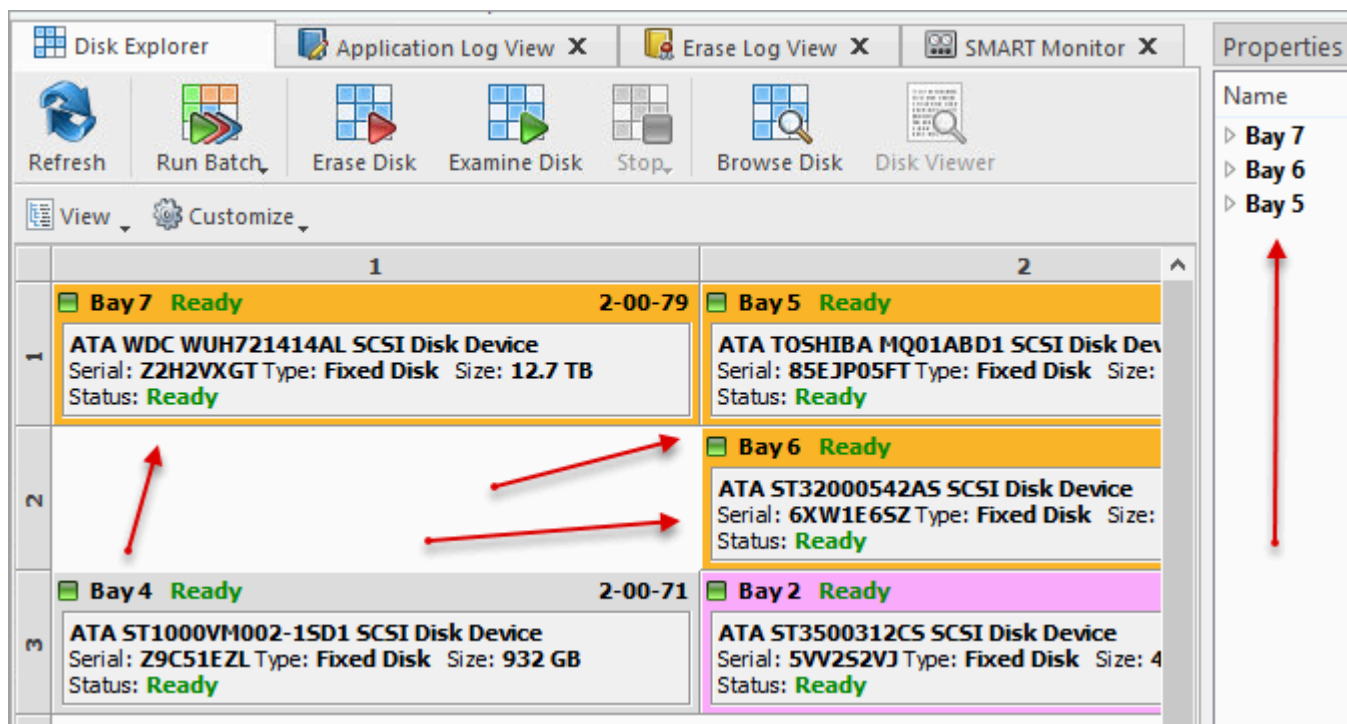 Disk Explorer
Application Log View X
Erase Log View X
SMART Monitor X
Properties
Refresh
Run Batch
Erase Disk
Examine Disk
Stop
Browse Disk
Disk Viewer
View
Customize
Name
Bay 7
Bay 6
Bay 5
1
2
1
Bay 7 Ready 2-00-79
ATA WDC WUH721414AL SCSI Disk Device
Serial: Z2H2VXGT Type: Fixed Disk Size: 12.7 TB
Status: Ready
Bay 5 Ready
ATA TOSHIBA MQ01ABD1 SCSI Disk Dev
Serial: 85EJP05FT Type: Fixed Disk Size:
Status: Ready
2
Bay 6 Ready
ATA ST32000542AS SCSI Disk Device
Serial: 6XW1E6SZ Type: Fixed Disk Size:
Status: Ready
3
Bay 4 Ready 2-00-71
ATA ST1000VM002-1SD1 SCSI Disk Device
Serial: Z9C51EZL Type: Fixed Disk Size: 932 GB
Status: Ready
Bay 2 Ready
ATA ST3500312CS SCSI Disk Device
Serial: 5VV2S2VJ Type: Fixed Disk Size: 4
Status: Ready